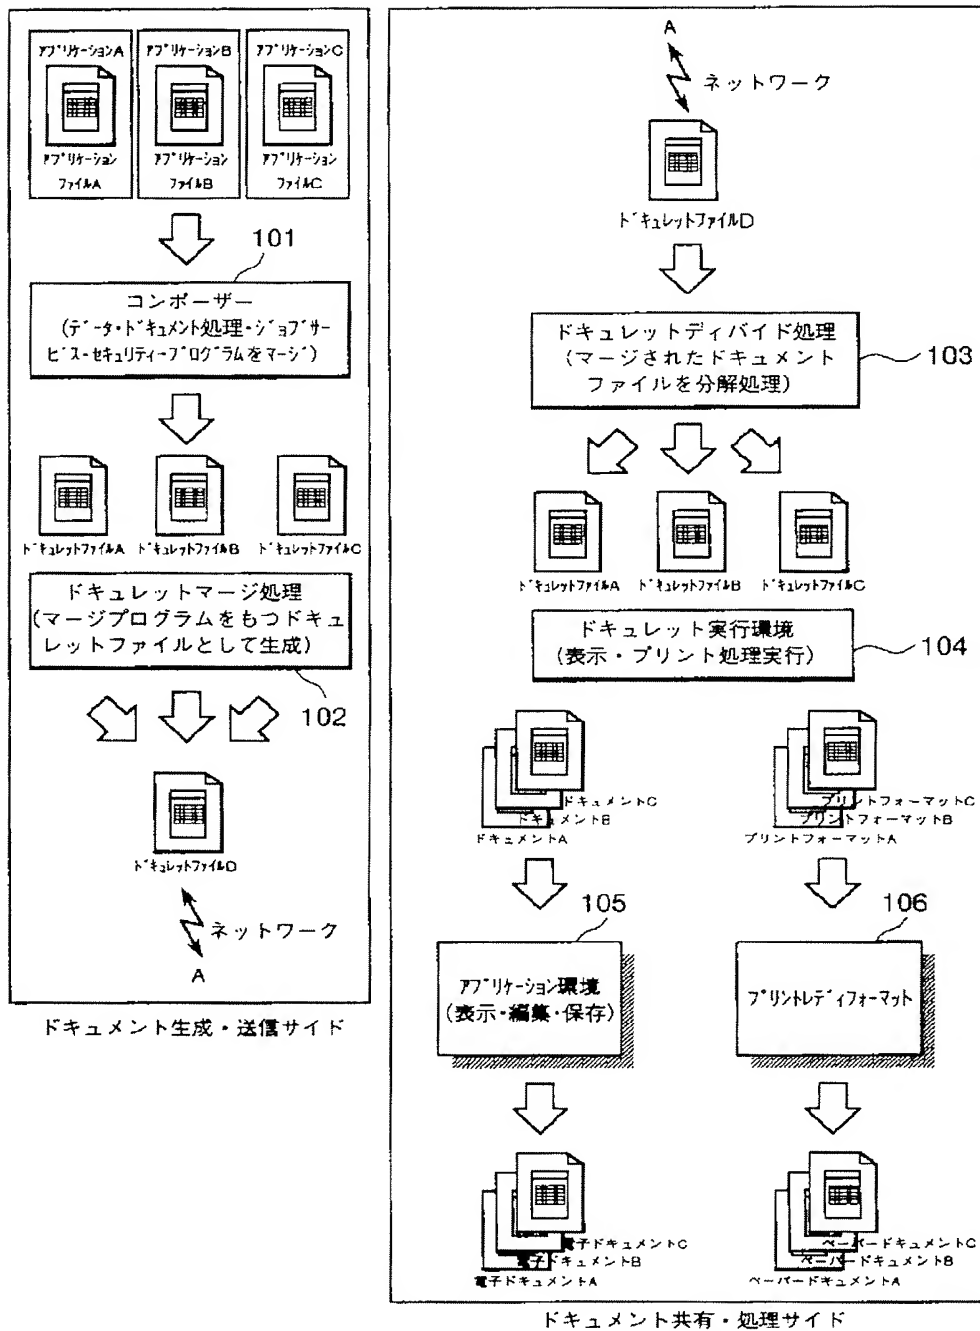 アプリケーションA
アプリケーション
ファイルA
アプリケーションB
アプリケーション
ファイルB
アプリケーションC
アプリケーション
ファイルC
101
コンポーザー
(データ・ドキュメント処理・ジョブサー
ビス・セキュリティープログラムをマージ)
ドキュレットファイルA
ドキュレットファイルB
ドキュレットファイルC
ドキュレットマージ処理
(マージプログラムをもつドキュ
レットファイルとして生成)
102
ドキュレットファイルD
ネットワーク
A
ドキュメント生成・送信サイド
A
ネットワーク
ドキュレットファイルD
ドキュレットディバイド処理
(マージされたドキュメント
ファイルを分解処理)
103
ドキュレットファイルA
ドキュレットファイルB
ドキュレットファイルC
ドキュレット実行環境
(表示・プリント処理実行)
104
ドキュメントC
ドキュメントB
ドキュメントA
プリントフォーマットC
プリントフォーマットB
プリントフォーマットA
105
アプリケーション環境
(表示・編集・保存)
106
プリントレディフォーマット
電子ドキュメントC
電子ドキュメントB
電子ドキュメントA
ペーパードキュメントC
ペーパードキュメントB
ペーパードキュメントA
ドキュメント共有・処理サイド